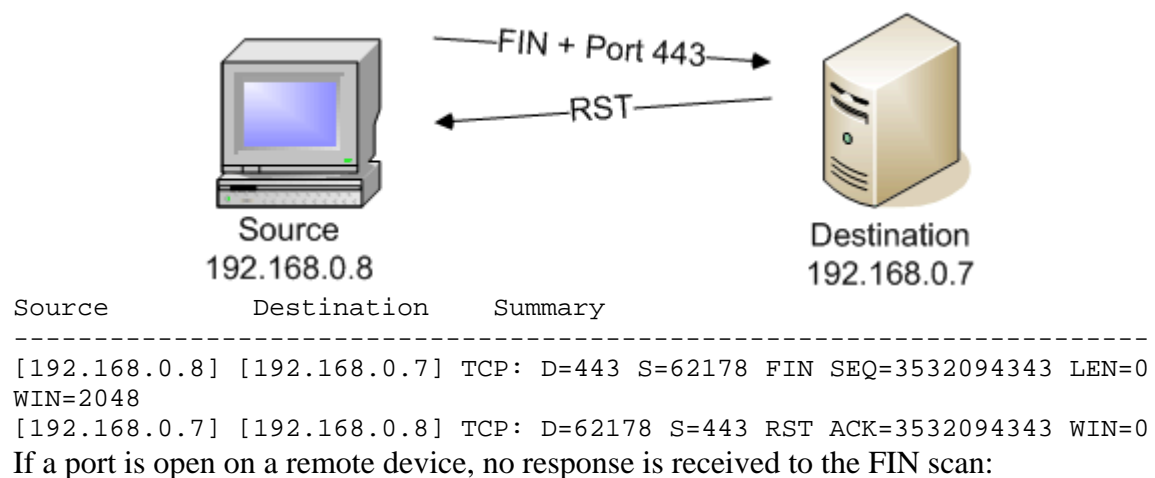 FIN + Port 443
RST
Source
192.168.0.8
Destination
192.168.0.7
Source Destination Summary
-----------------------------------------------------------------------
[192.168.0.8] [192.168.0.7] TCP: D=443 S=62178 FIN SEQ=3532094343 LEN=0
WIN=2048
[192.168.0.7] [192.168.0.8] TCP: D=62178 S=443 RST ACK=3532094343 WIN=0
If a port is open on a remote device, no response is received to the FIN scan: